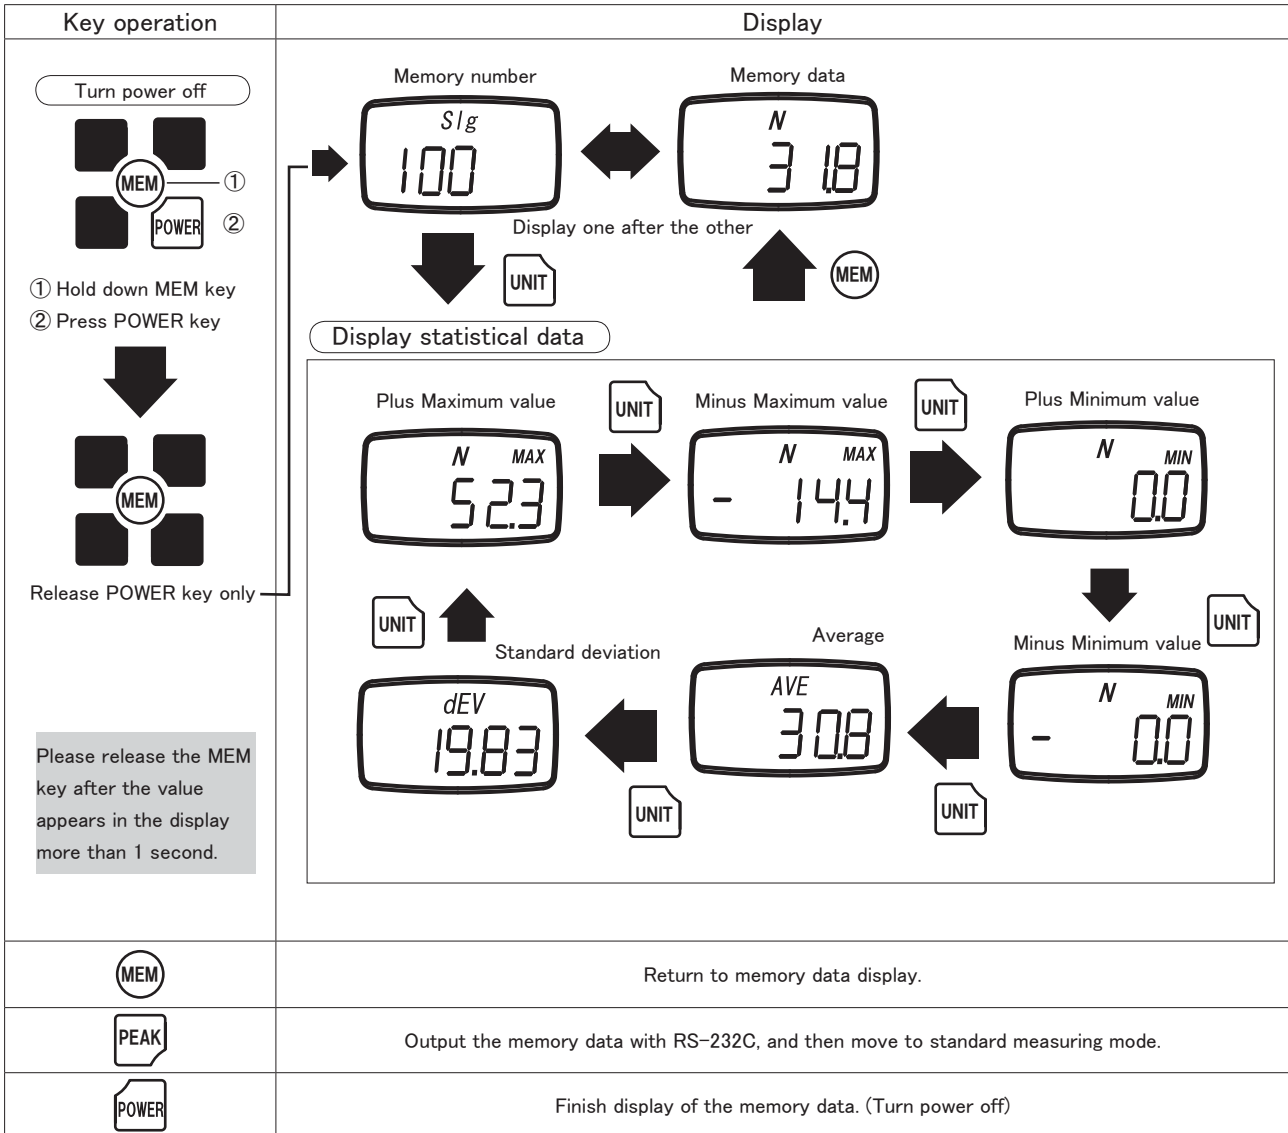 Key operation
Display
Turn power off
MEM
①
POWER
②
① Hold down MEM key
② Press POWER key
MEM
Release POWER key only
Please release the MEM
key after the value
appears in the display
more than 1 second.
Memory number
Memory data
SIg
100
N
31.8
Display one after the other
UNIT
MEM
Display statistical data
Plus Maximum value
UNIT
Minus Maximum value
UNIT
Plus Minimum value
N MAX
52.3
N MAX
- 14.4
N MIN
0.0
UNIT
UNIT
Standard deviation
Average
Minus Minimum value
dEV
19.83
AVE
30.8
N MIN
- 0.0
UNIT
UNIT
MEM
Return to memory data display.
PEAK
Output the memory data with RS-232C, and then move to standard measuring mode.
POWER
Finish display of the memory data. (Turn power off)